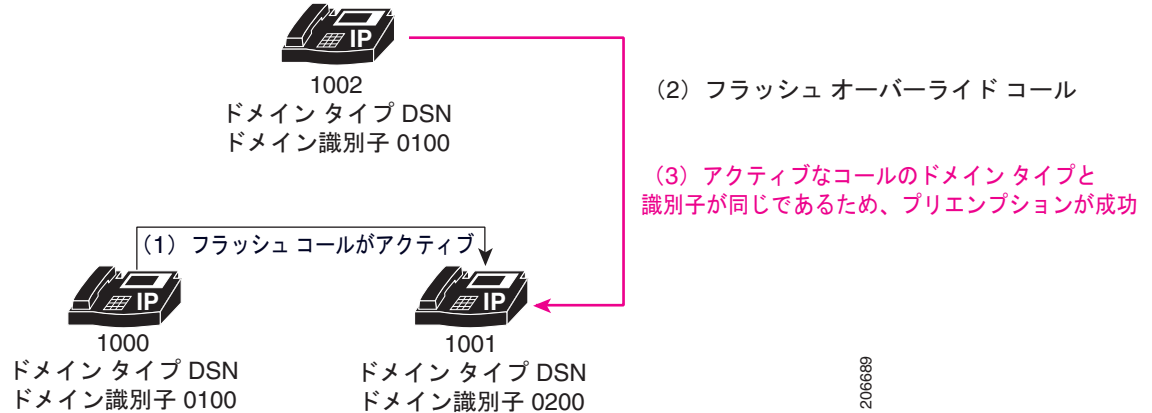 IP
1002
ドメイン タイプ DSN
ドメイン識別子 0100
（2）フラッシュ オーバーライド コール
（3）アクティブなコールのドメイン タイプと
識別子が同じであるため、プリエンプションが成功
（1）フラッシュ コールがアクティブ
IP
1000
ドメイン タイプ DSN
ドメイン識別子 0100
IP
1001
ドメイン タイプ DSN
ドメイン識別子 0200
206689